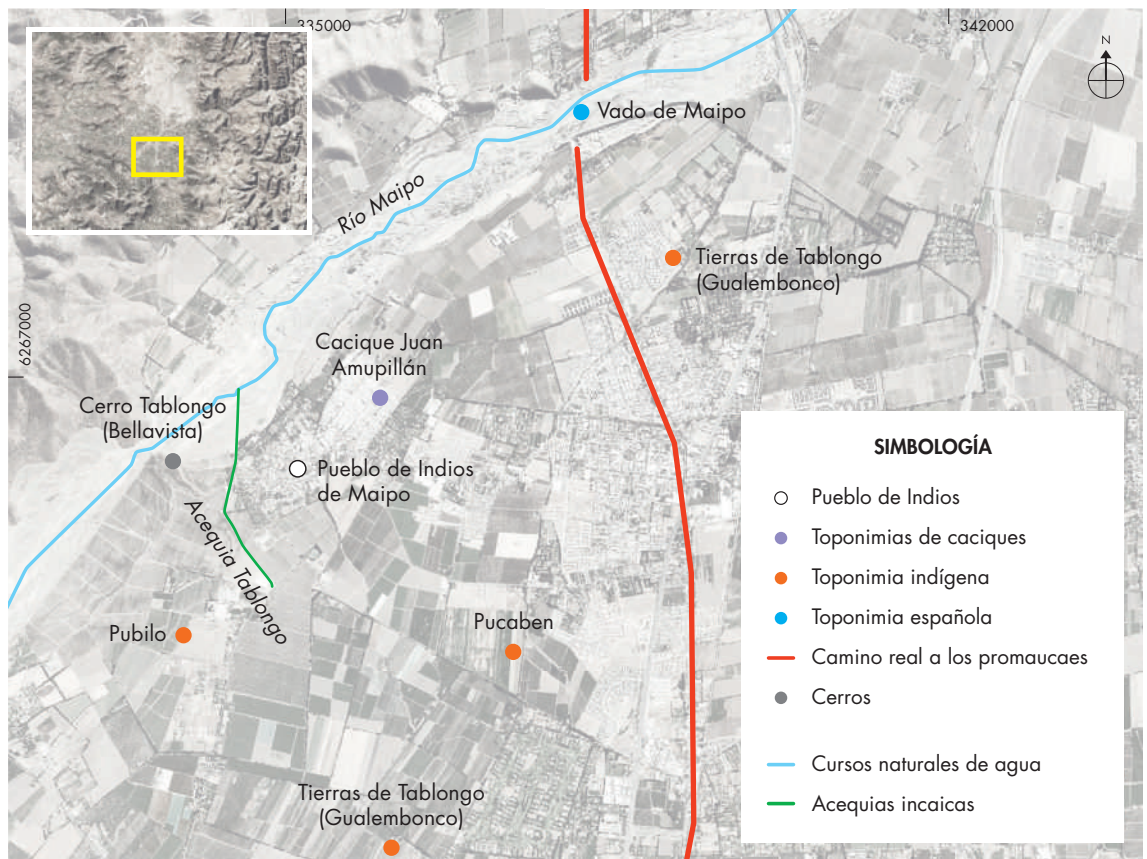 335000
342000
N
Vado de Maipo
Río Maipo
Tierras de Tablongo
(Gualembonco)
6267000
Cacique Juan
Amupillán
Cerro Tablongo
(Bellavista)
Pueblo de Indios
de Maipo
Acequia Tablongo
Pubilo
Pucaben
Tierras de Tablongo
(Gualembonco)
SIMBOLOGÍA
Pueblo de Indios
Toponimias de caciques
Toponimia indígena
Toponimia española
Camino real a los promaucaes
Cerros
Cursos naturales de agua
Acequias incaicas